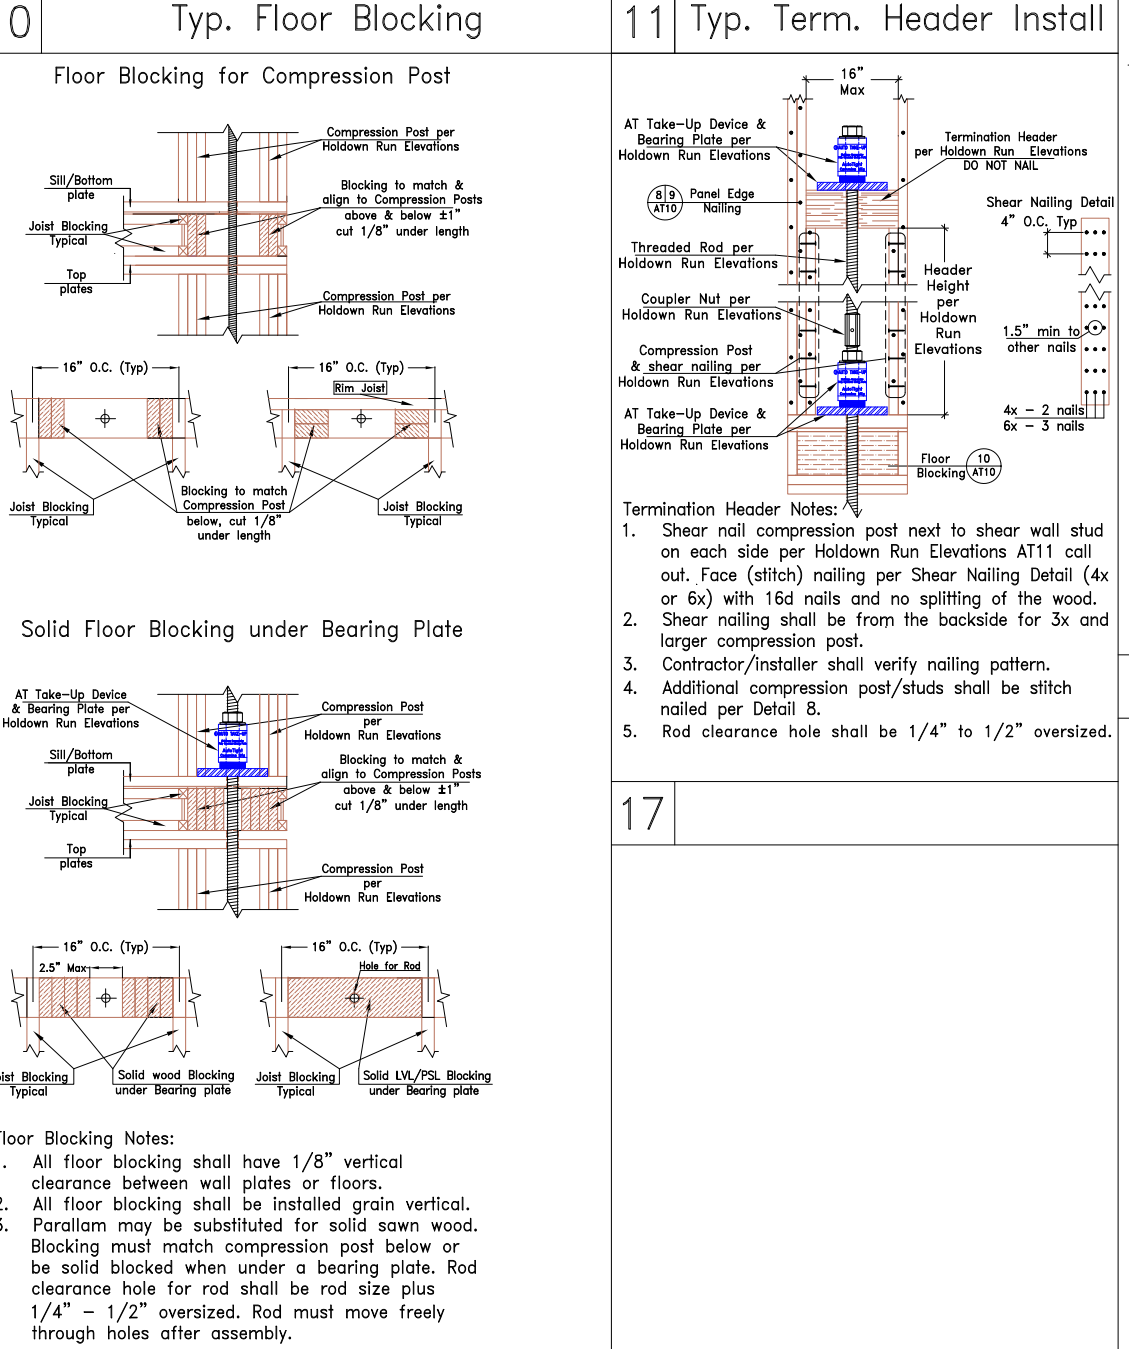 0
Typ. Floor Blocking
Floor Blocking for Compression Post
Compression Post per
Holdown Run Elevations
Sill/Bottom
plate
Blocking to match &
align to Compression Posts
above & below ±1"
cut 1/8" under length
Joist Blocking
Typical
Top
plates
Compression Post per
Holdown Run Elevations
16" O.C. (Typ)
16" O.C. (Typ)
Rim Joist
Joist Blocking
Typical
Blocking to match
Compression Post
below, cut 1/8"
under length
Joist Blocking
Typical
Solid Floor Blocking under Bearing Plate
AT Take-Up Device
& Bearing Plate per
Holdown Run Elevations
Compression Post
per
Holdown Run Elevations
Sill/Bottom
plate
Blocking to match &
align to Compression Posts
above & below ±1"
cut 1/8" under length
Joist Blocking
Typical
Top
plates
Compression Post
per
Holdown Run Elevations
16" O.C. (Typ)
2.5" Max
16" O.C. (Typ)
Hole for Rod
ist Blocking
Typical
Solid wood Blocking
under Bearing plate
Joist Blocking
Typical
Solid LVL/PSL Blocking
under Bearing plate
loor Blocking Notes:
. All floor blocking shall have 1/8" vertical
clearance between wall plates or floors.
2. All floor blocking shall be installed grain vertical.
3. Parallam may be substituted for solid sawn wood.
Blocking must match compression post below or
be solid blocked when under a bearing plate. Rod
clearance hole for rod shall be rod size plus
1/4" – 1/2" oversized. Rod must move freely
through holes after assembly.
11
Typ. Term. Header Install
16"
Max
AT Take-Up Device &
Bearing Plate per
Holdown Run Elevations
Termination Header
per Holdown Run Elevations
DO NOT NAIL
8 9
AT10
Panel Edge
Nailing
Shear Nailing Detail
4" O.C. Typ
Threaded Rod per
Holdown Run Elevations
Header
Height
per
Holdown
Run
Elevations
Coupler Nut per
Holdown Run Elevations
1.5" min to
other nails
Compression Post
& shear nailing per
Holdown Run Elevations
AT Take-Up Device &
Bearing Plate per
Holdown Run Elevations
4x – 2 nails
6x – 3 nails
Floor
Blocking
10
AT10
Termination Header Notes:
1. Shear nail compression post next to shear wall stud
on each side per Holdown Run Elevations AT11 call
out. Face (stitch) nailing per Shear Nailing Detail (4x
or 6x) with 16d nails and no splitting of the wood.
2. Shear nailing shall be from the backside for 3x and
larger compression post.
3. Contractor/installer shall verify nailing pattern.
4. Additional compression post/studs shall be stitch
nailed per Detail 8.
5. Rod clearance hole shall be 1/4" to 1/2" oversized.
17